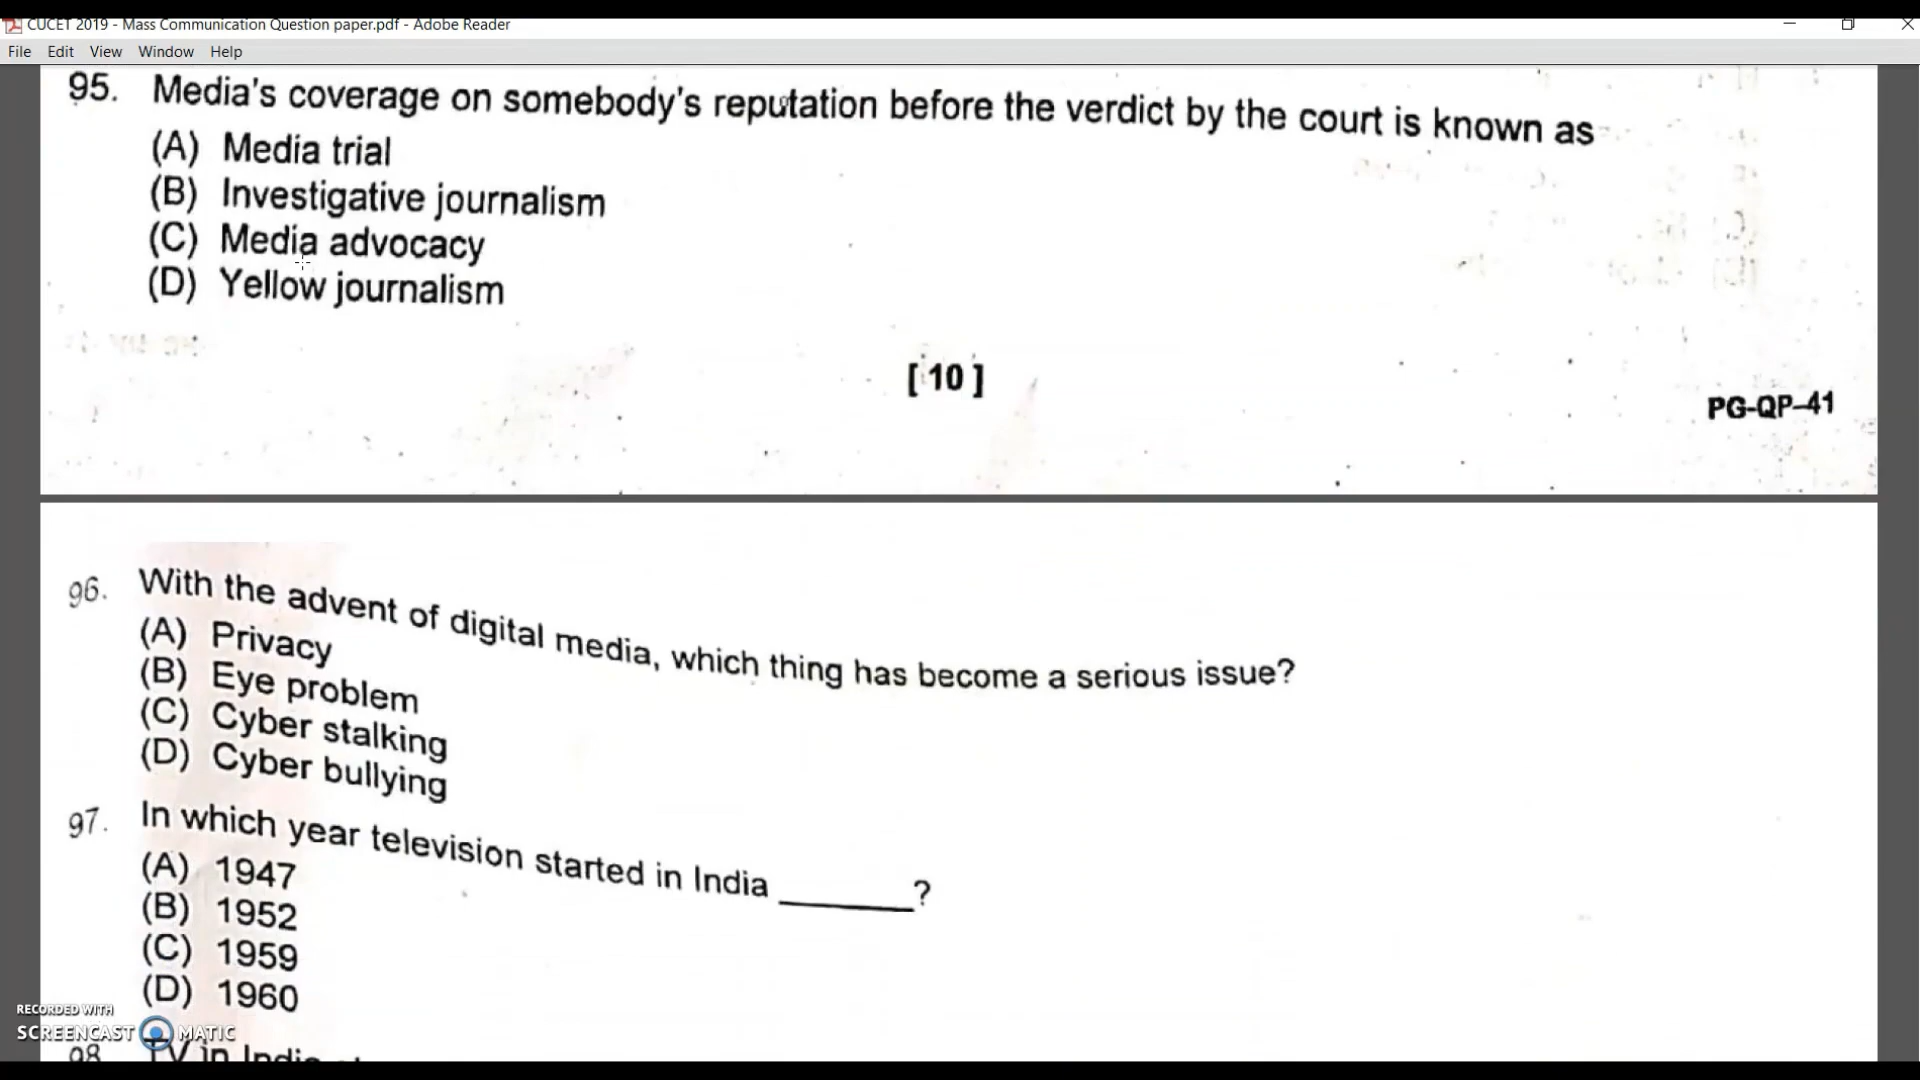 CUCET 2019 - Mass Communication Question paper.pdf - Adobe Reader
File Edit View Window Help
95. Media's coverage on somebody's reputation before the verdict by the court is known as
(A) Media trial
(B) Investigative journalism
(C) Media advocacy
(D) Yellow journalism
[ 10 ]
PG-QP-41
96. With the advent of digital media, which thing has become a serious issue?
(A) Privacy
(B) Eye problem
(C) Cyber stalking
(D) Cyber bullying
97. In which year television started in India ________?
(A) 1947
(B) 1952
(C) 1959
(D) 1960
RECORDED WITH
SCREENCAST MATIC
98. TV in India